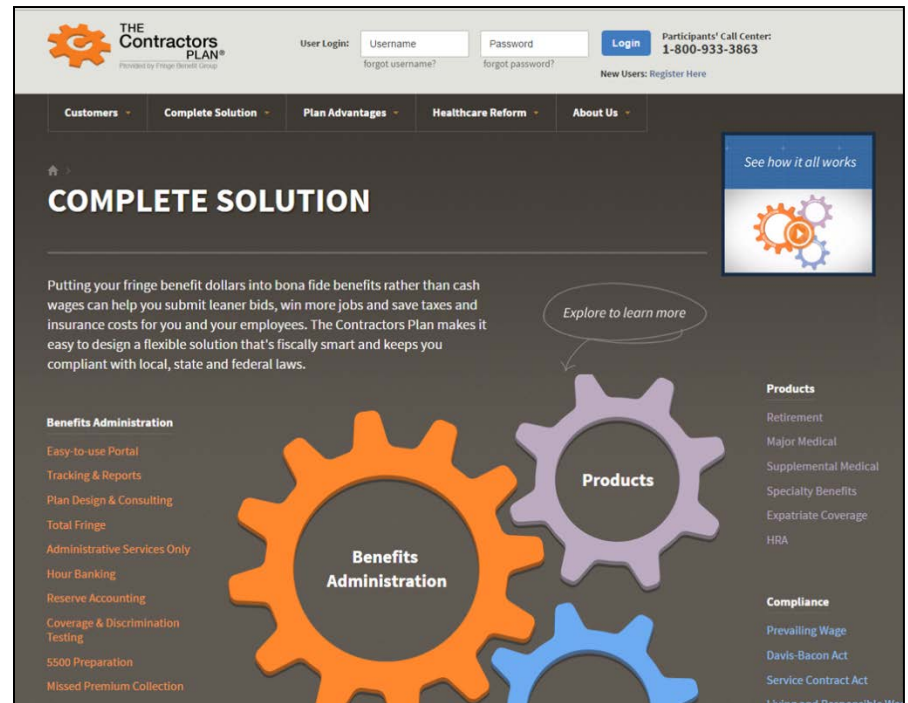 THE
Contractors
PLAN®
Provided by Fringe Benefit Group
User Login:
Username
Password
Login
forgot username?
forgot password?
Participants' Call Center:
1-800-933-3863
New Users: Register Here
Customers
Complete Solution
Plan Advantages
Healthcare Reform
About Us
See how it all works
COMPLETE SOLUTION
Putting your fringe benefit dollars into bona fide benefits rather than cash
wages can help you submit leaner bids, win more jobs and save taxes and
insurance costs for you and your employees. The Contractors Plan makes it
easy to design a flexible solution that's fiscally smart and keeps you
compliant with local, state and federal laws.
Explore to learn more
Benefits Administration
Easy-to-use Portal
Tracking & Reports
Plan Design & Consulting
Total Fringe
Administrative Services Only
Hour Banking
Reserve Accounting
Coverage & Discrimination
Testing
5500 Preparation
Missed Premium Collection
Benefits
Administration
Products
Products
Retirement
Major Medical
Supplemental Medical
Specialty Benefits
Expatriate Coverage
HRA
Compliance
Prevailing Wage
Davis-Bacon Act
Service Contract Act